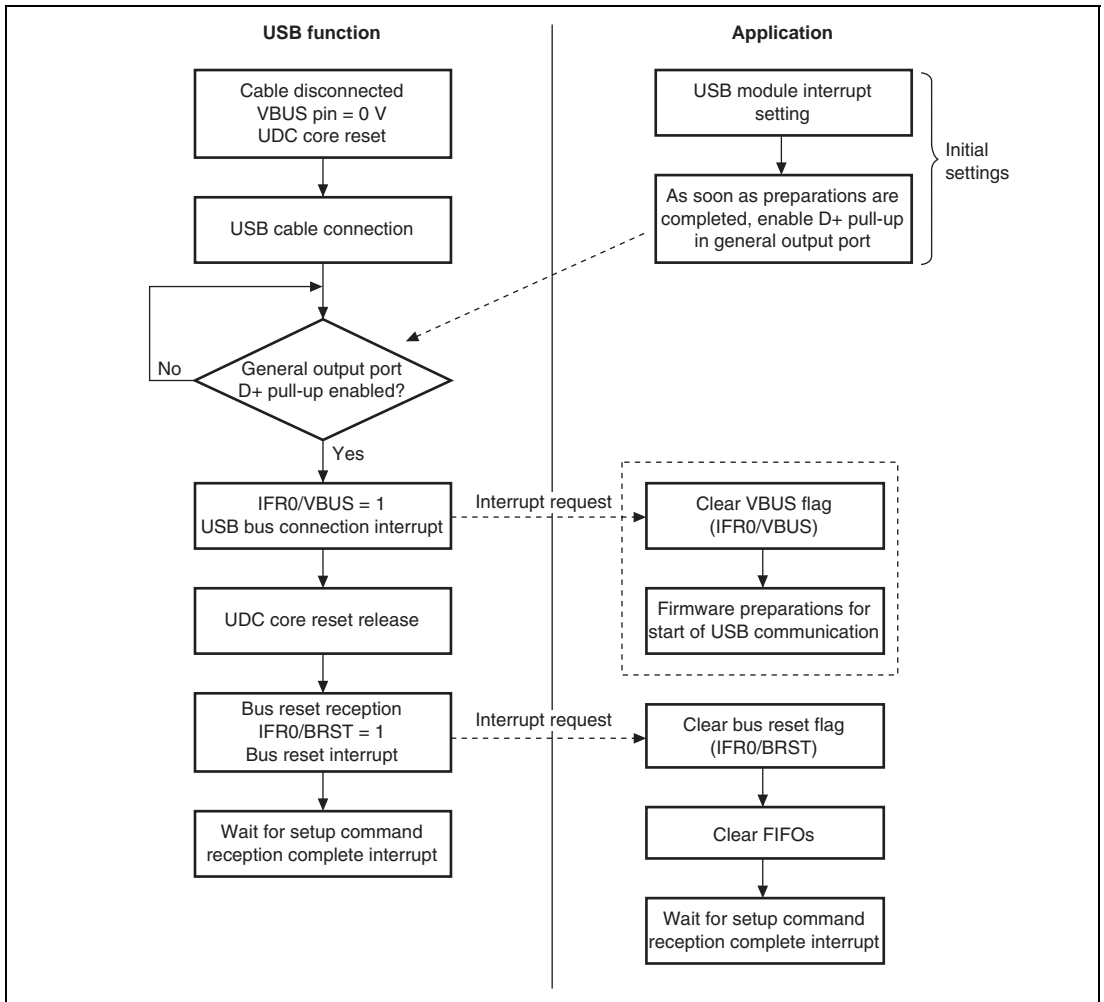 USB function
Application
Cable disconnected
VBUS pin = 0 V
UDC core reset
USB cable connection
General output port
D+ pull-up enabled?
No
Yes
IFR0/VBUS = 1
USB bus connection interrupt
UDC core reset release
Bus reset reception
IFR0/BRST = 1
Bus reset interrupt
Wait for setup command
reception complete interrupt
USB module interrupt
setting
As soon as preparations are
completed, enable D+ pull-up
in general output port
Initial
settings
Interrupt request
Clear VBUS flag
(IFR0/VBUS)
Firmware preparations for
start of USB communication
Interrupt request
Clear bus reset flag
(IFR0/BRST)
Clear FIFOs
Wait for setup command
reception complete interrupt